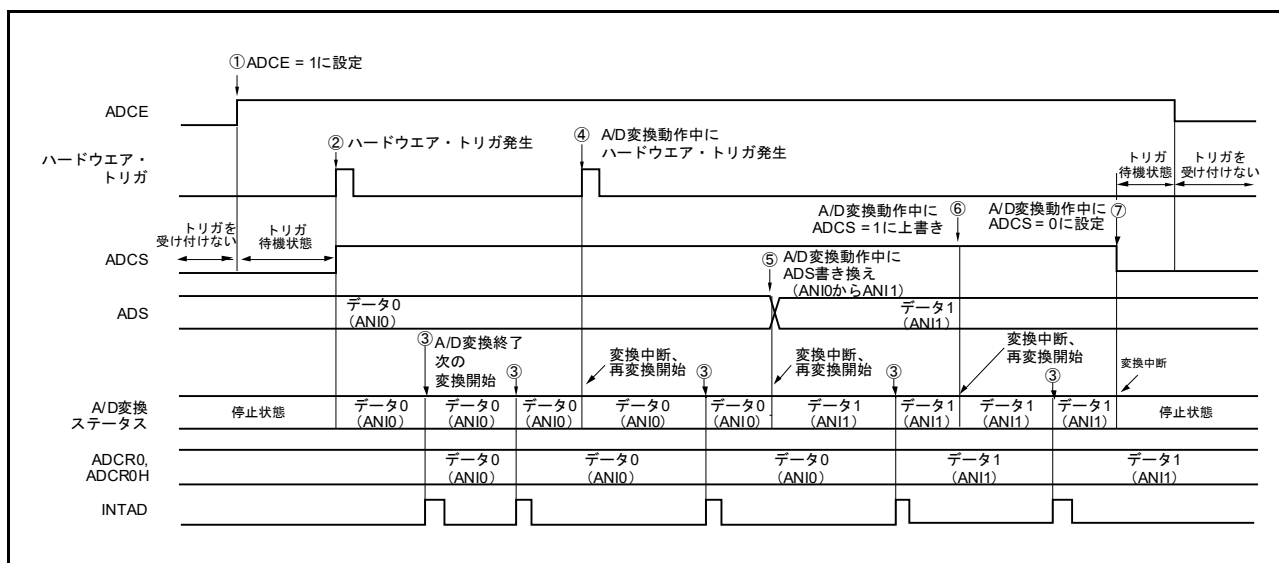 ①ADCE = 1に設定
ADCE
②ハードウエア・トリガ発生
④ A/D変換動作中に
ハードウエア・トリガ発生
ハードウエア・
トリガ
トリガ
待機状態
トリガを
受け付けない
トリガを
受け付けない
トリガ
待機状態
A/D変換動作中に ⑥
ADCS = 1に上書き
A/D変換動作中に ⑦
ADCS = 0に設定
ADCS
⑤ A/D変換動作中に
ADS書き換え
(ANI0からANI1)
ADS
データ0
(ANI0)
データ1
(ANI1)
③A/D変換終了
次の
変換開始
③
変換中断、
再変換開始
③
変換中断、
再変換開始
③
変換中断、
再変換開始
③
変換中断
A/D変換
ステータス
停止状態
データ0
(ANI0)
データ0
(ANI0)
データ0
(ANI0)
データ0
(ANI0)
データ0
(ANI0)
データ1
(ANI1)
データ1
(ANI1)
データ1
(ANI1)
データ1
(ANI1)
停止状態
ADCR0,
ADCR0H
データ0
(ANI0)
データ0
(ANI0)
データ0
(ANI0)
データ1
(ANI1)
データ1
(ANI1)
INTAD